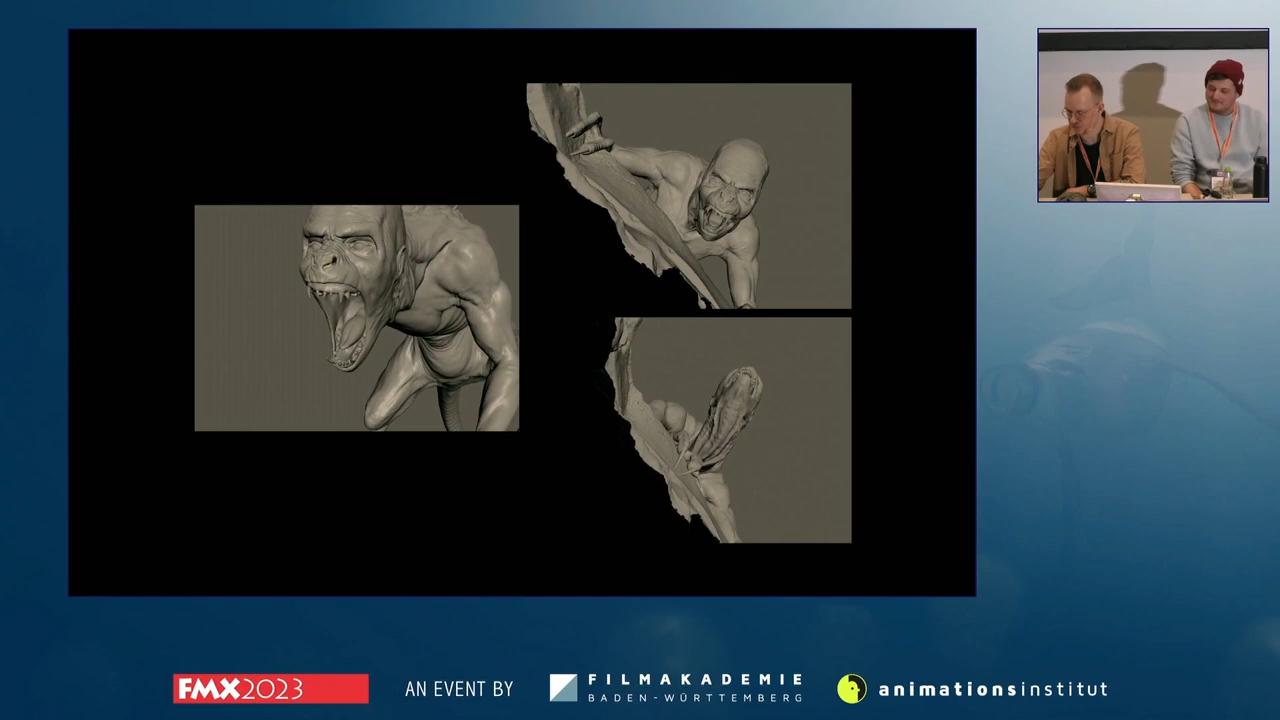 FMX2023
AN EVENT BY
FILMAKADEMIE
BADEN-WÜRTTEMBERG
animationsinstitut